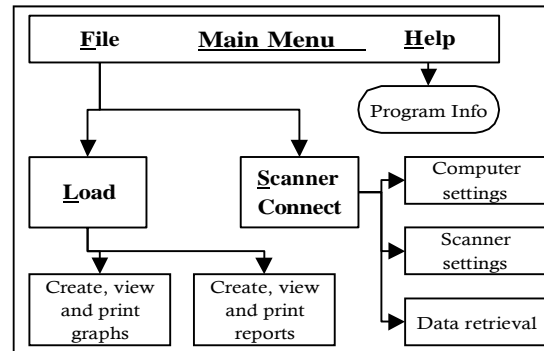 File Main Menu Help
Program Info
Load
Scanner
Connect
Computer
settings
Scanner
settings
Data retrieval
Create, view
and print
graphs
Create, view
and print
reports